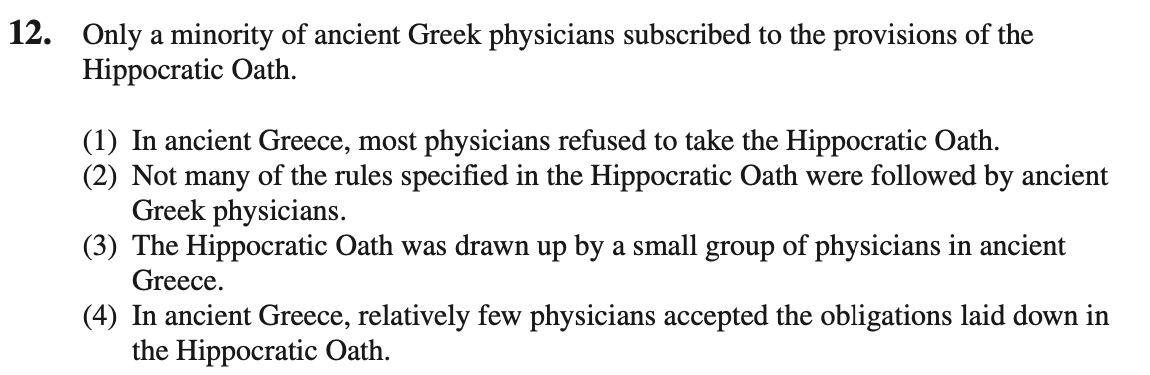 12. Only a minority of ancient Greek physicians subscribed to the provisions of the
Hippocratic Oath.
(1) In ancient Greece, most physicians refused to take the Hippocratic Oath.
(2) Not many of the rules specified in the Hippocratic Oath were followed by ancient
Greek physicians.
(3) The Hippocratic Oath was drawn up by a small group of physicians in ancient
Greece.
(4) In ancient Greece, relatively few physicians accepted the obligations laid down in
the Hippocratic Oath.